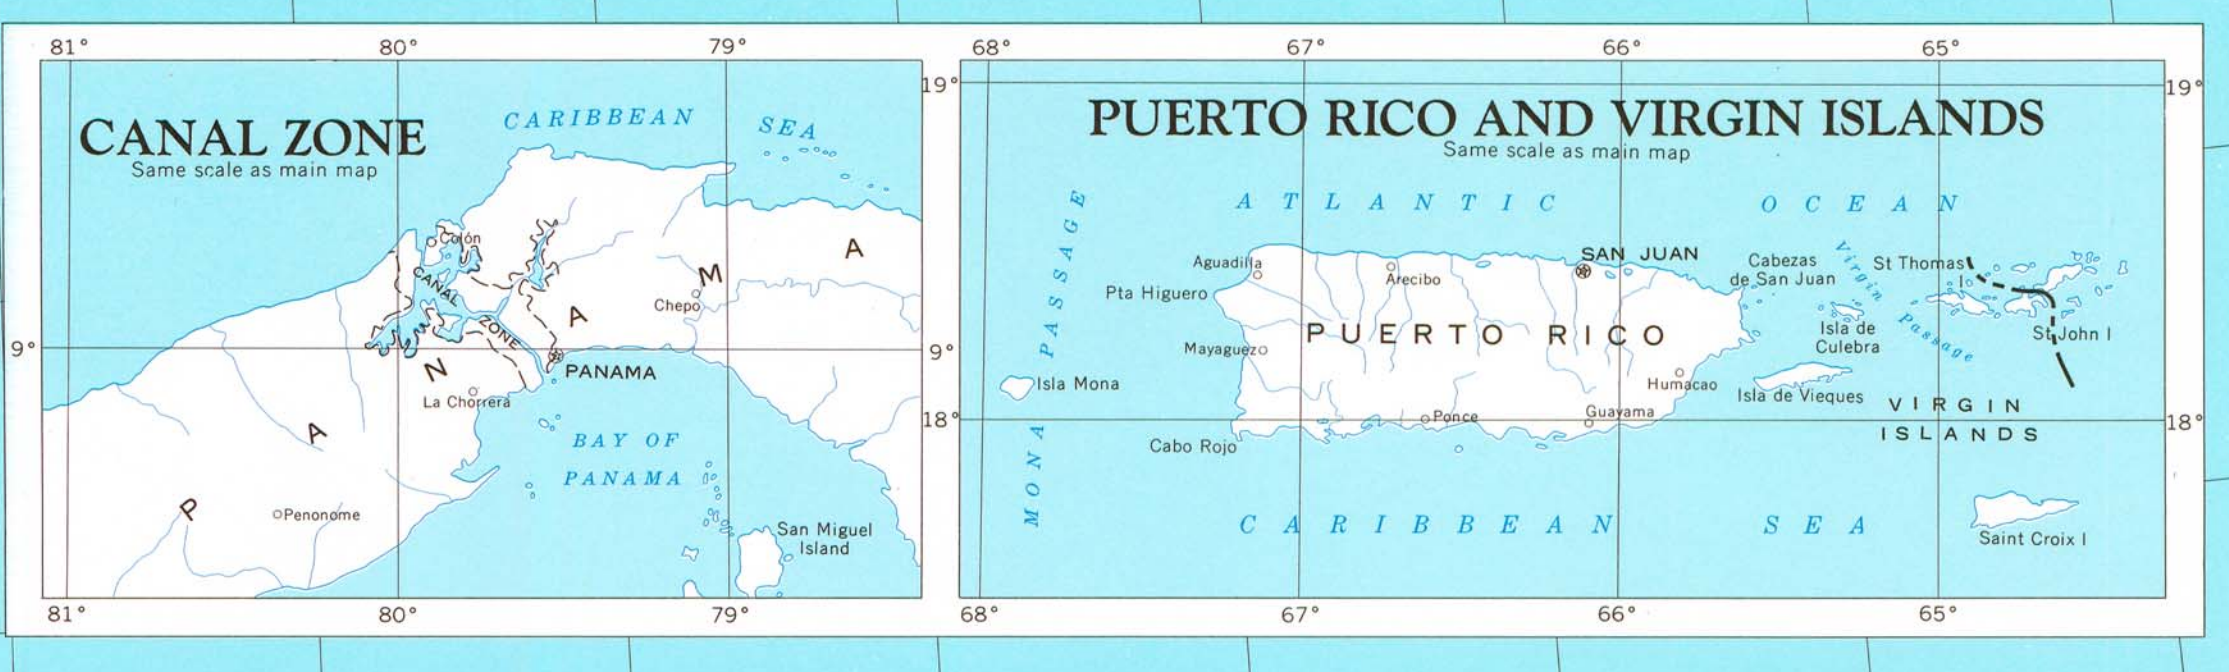 81°
80°
79°
CANAL ZONE
Same scale as main map
CARIBBEAN SEA
Colón
CANAL
ZONE
Chepo
PANAMA
PANAMA
La Chorrera
BAY OF
PANAMA
Penonome
San Miguel
Island
9°
9°
81°
80°
79°
68°
67°
66°
65°
19°
19°
PUERTO RICO AND VIRGIN ISLANDS
Same scale as main map
ATLANTIC OCEAN
MONA PASSAGE
Aguadilla
Arecibo
SAN JUAN
Cabezas
de San Juan
Virgin Passage
St Thomas
I
Pta Higuero
PUERTO RICO
Isla de
Culebra
St John I
Mayaguez
Isla Mona
Humacao
Isla de Vieques
VIRGIN
ISLANDS
Ponce
Guayama
18°
18°
Cabo Rojo
CARIBBEAN SEA
Saint Croix I
68°
67°
66°
65°